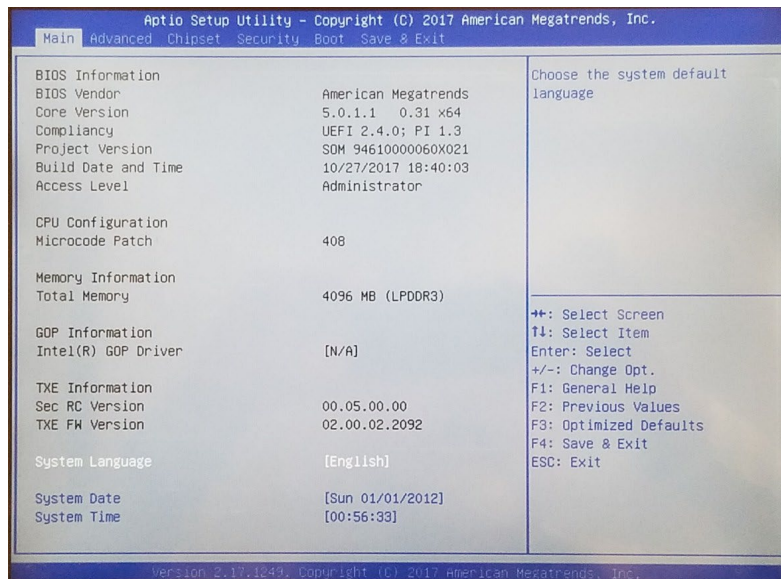 Aptio Setup Utility – Copyright (C) 2017 American Megatrends, Inc.
Main Advanced Chipset Security Boot Save & Exit
BIOS Information
BIOS Vendor American Megatrends
Core Version 5.0.1.1 0.31 x64
Compliancy UEFI 2.4.0; PI 1.3
Project Version SOM 94610000060X021
Build Date and Time 10/27/2017 18:40:03
Access Level Administrator
CPU Configuration
Microcode Patch 408
Memory Information
Total Memory 4096 MB (LPDDR3)
GOP Information
Intel(R) GOP Driver [N/A]
TXE Information
Sec RC Version 00.05.00.00
TXE FW Version 02.00.02.2092
System Language [English]
System Date [Sun 01/01/2012]
System Time [00:56:33]
Choose the system default
language
→←: Select Screen
↑↓: Select Item
Enter: Select
+/-: Change Opt.
F1: General Help
F2: Previous Values
F3: Optimized Defaults
F4: Save & Exit
ESC: Exit
Version 2.17.1249. Copyright (C) 2017 American Megatrends, Inc.